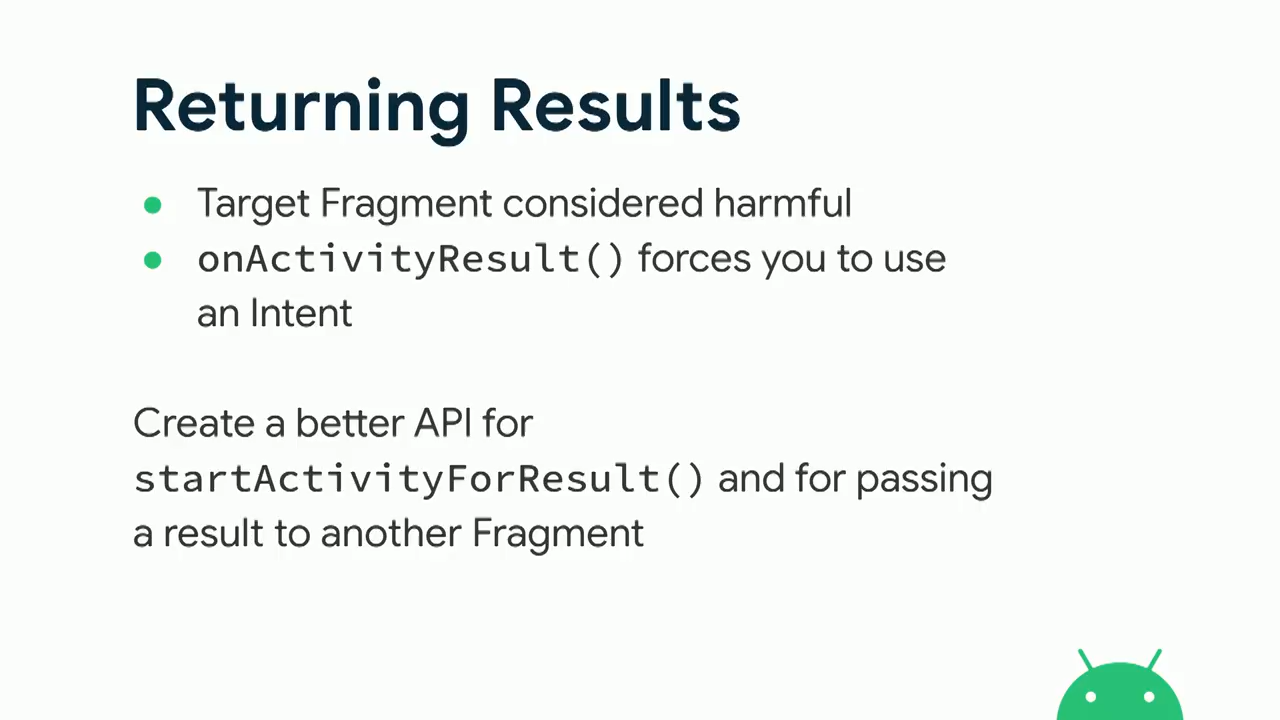 Returning Results
● Target Fragment considered harmful
● onActivityResult() forces you to use
an Intent
Create a better API for
startActivityForResult() and for passing
a result to another Fragment